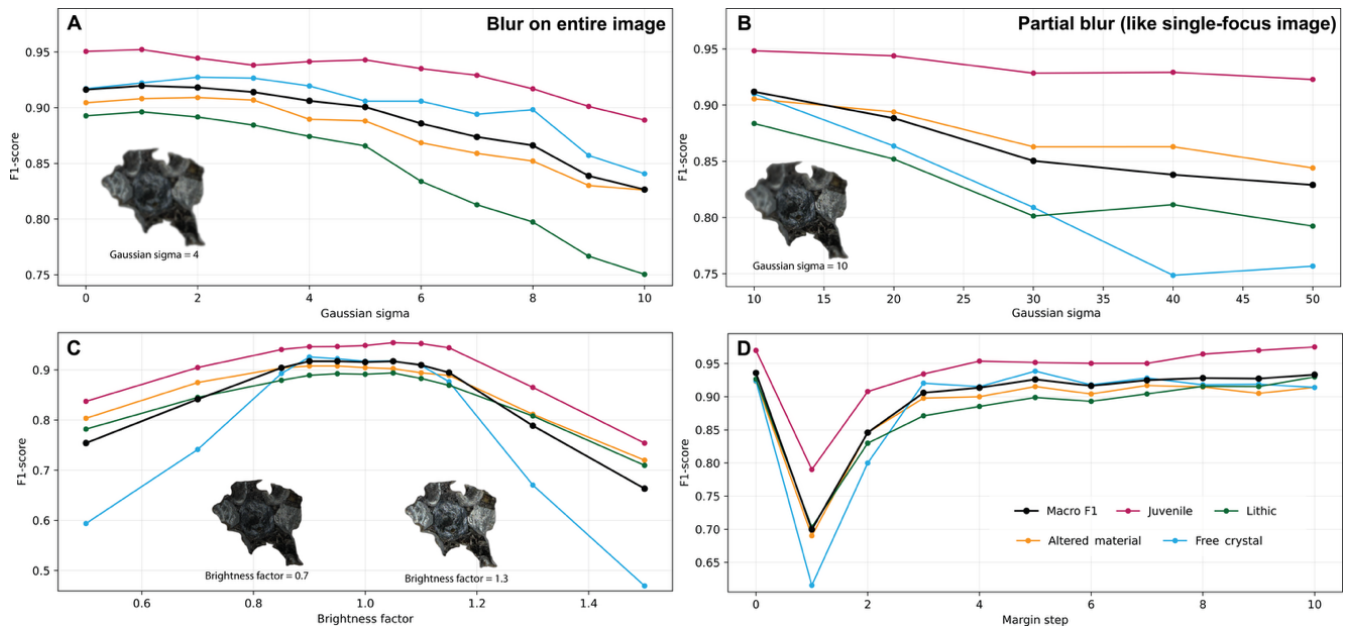 A
Blur on entire image
0.95
0.90
0.85
0.80
0.75
F1-score
Gaussian sigma = 4
0
2
4
6
8
10
Gaussian sigma
B
Partial blur (like single-focus image)
0.95
0.90
0.85
0.80
0.75
F1-score
Gaussian sigma = 10
10
15
20
25
30
35
40
45
50
Gaussian sigma
C
0.9
0.8
0.7
0.6
0.5
F1-score
Brightness factor = 0.7
Brightness factor = 1.3
0.6
0.8
1.0
1.2
1.4
Brightness factor
D
0.95
0.90
0.85
0.80
0.75
0.70
0.65
F1-score
Macro F1
Juvenile
Lithic
Altered material
Free crystal
0
2
4
6
8
10
Margin step